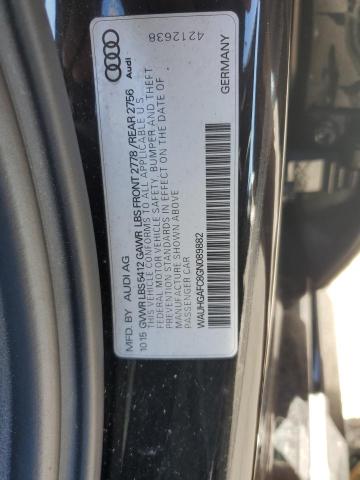 MFD. BY AUDI AG
10 15 GVWR LBS 5412 GAWR LBS FRONT 2778 / REAR 2756
THIS VEHICLE CONFORMS TO ALL APPLICABLE U.S.
FEDERAL MOTOR VEHICLE SAFETY, BUMPER AND THEFT
PREVENTION STANDARDS IN EFFECT ON THE DATE OF
MANUFACTURE SHOWN ABOVE.
PASSENGER CAR
WAUHGAFC8GN089882
Audi
4212638
GERMANY